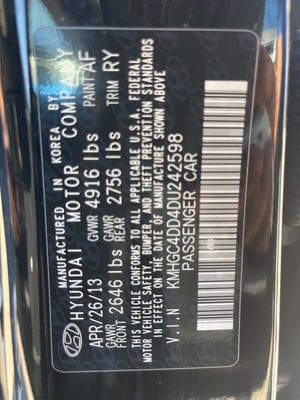 MANUFACTURED IN KOREA BY
HYUNDAI MOTOR COMPANY
APR/26/13 GVWR 4916 lbs PAINT AF
GAWR FRONT 2646 lbs GAWR REAR 2756 lbs TRIM RY
THIS VEHICLE CONFORMS TO ALL APPLICABLE U.S.A. FEDERAL
MOTOR VEHICLE SAFETY, BUMPER, AND THEFT PREVENTION STANDARDS
IN EFFECT ON THE DATE OF MANUFACTURE SHOWN ABOVE.
V.I.N KMHGC4DD4DU242598
PASSENGER CAR